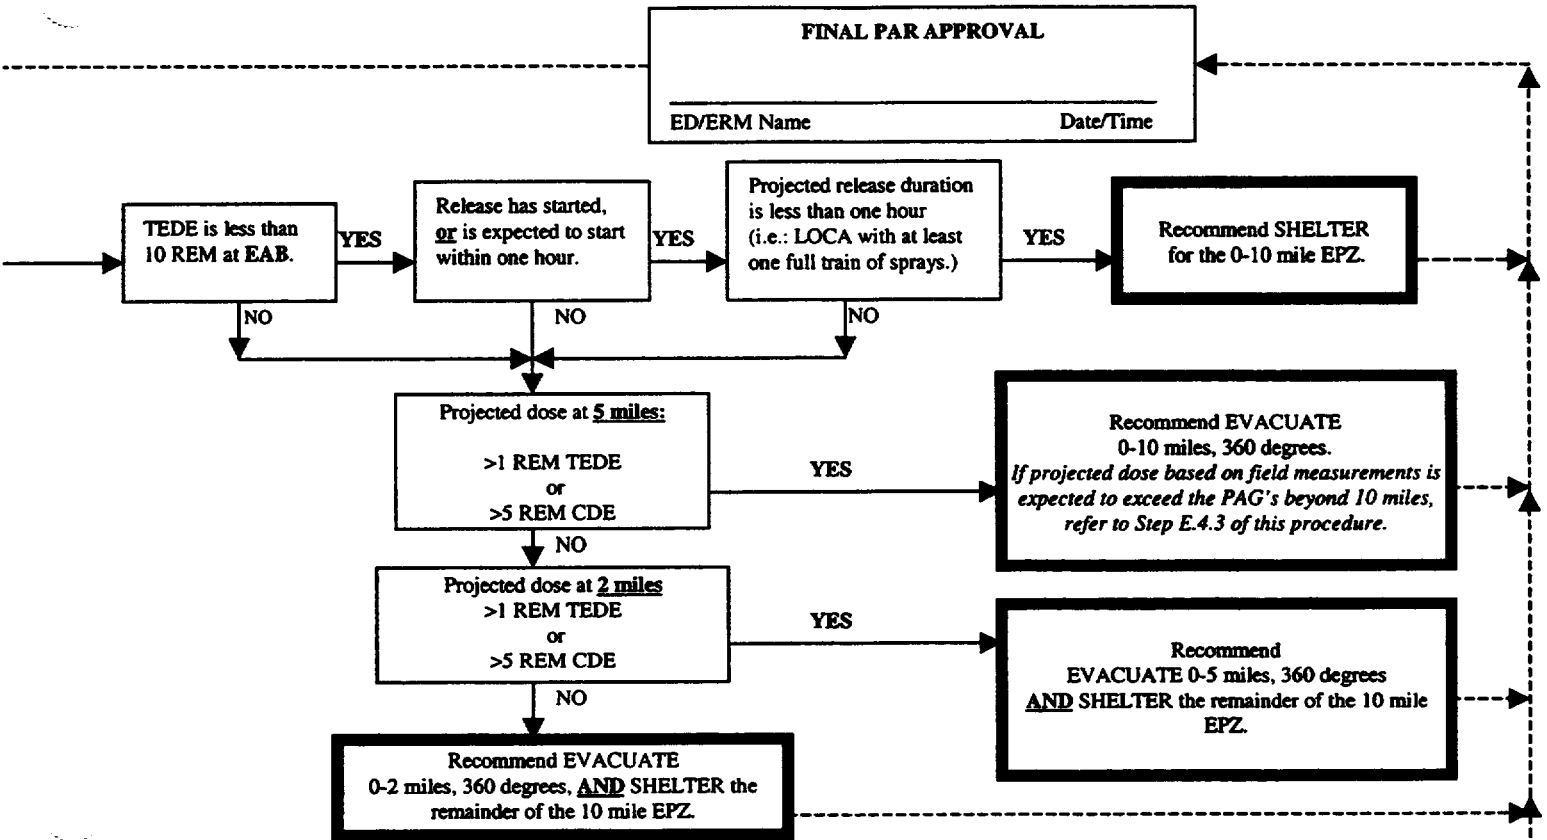 FINAL PAR APPROVAL
ED/ERM Name Date/Time
TEDE is less than
10 REM at EAB.
YES
Release has started,
or is expected to start
within one hour.
YES
Projected release duration
is less than one hour
(i.e.: LOCA with at least
one full train of sprays.)
YES
Recommend SHELTER
for the 0-10 mile EPZ.
NO
NO
NO
Projected dose at 5 miles:
>1 REM TEDE
or
>5 REM CDE
YES
Recommend EVACUATE
0-10 miles, 360 degrees.
If projected dose based on field measurements is
expected to exceed the PAG's beyond 10 miles,
refer to Step E.4.3 of this procedure.
NO
Projected dose at 2 miles
>1 REM TEDE
or
>5 REM CDE
YES
Recommend
EVACUATE 0-5 miles, 360 degrees
AND SHELTER the remainder of the 10 mile
EPZ.
NO
Recommend EVACUATE
0-2 miles, 360 degrees, AND SHELTER the
remainder of the 10 mile EPZ.